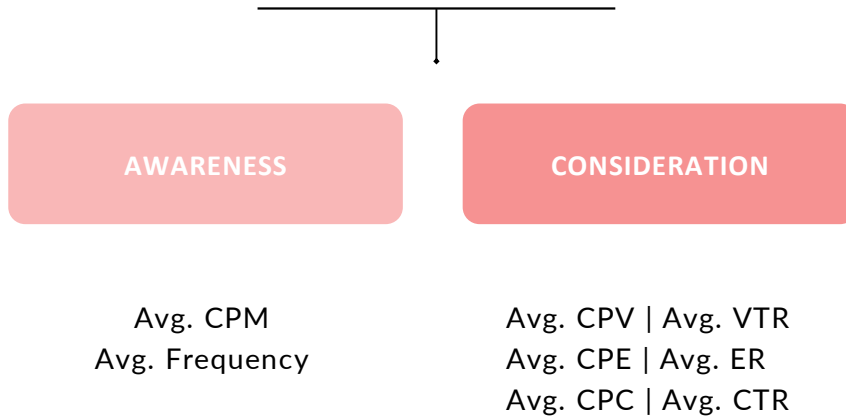 AWARENESS
Avg. CPM
Avg. Frequency
CONSIDERATION
Avg. CPV | Avg. VTR
Avg. CPE | Avg. ER
Avg. CPC | Avg. CTR